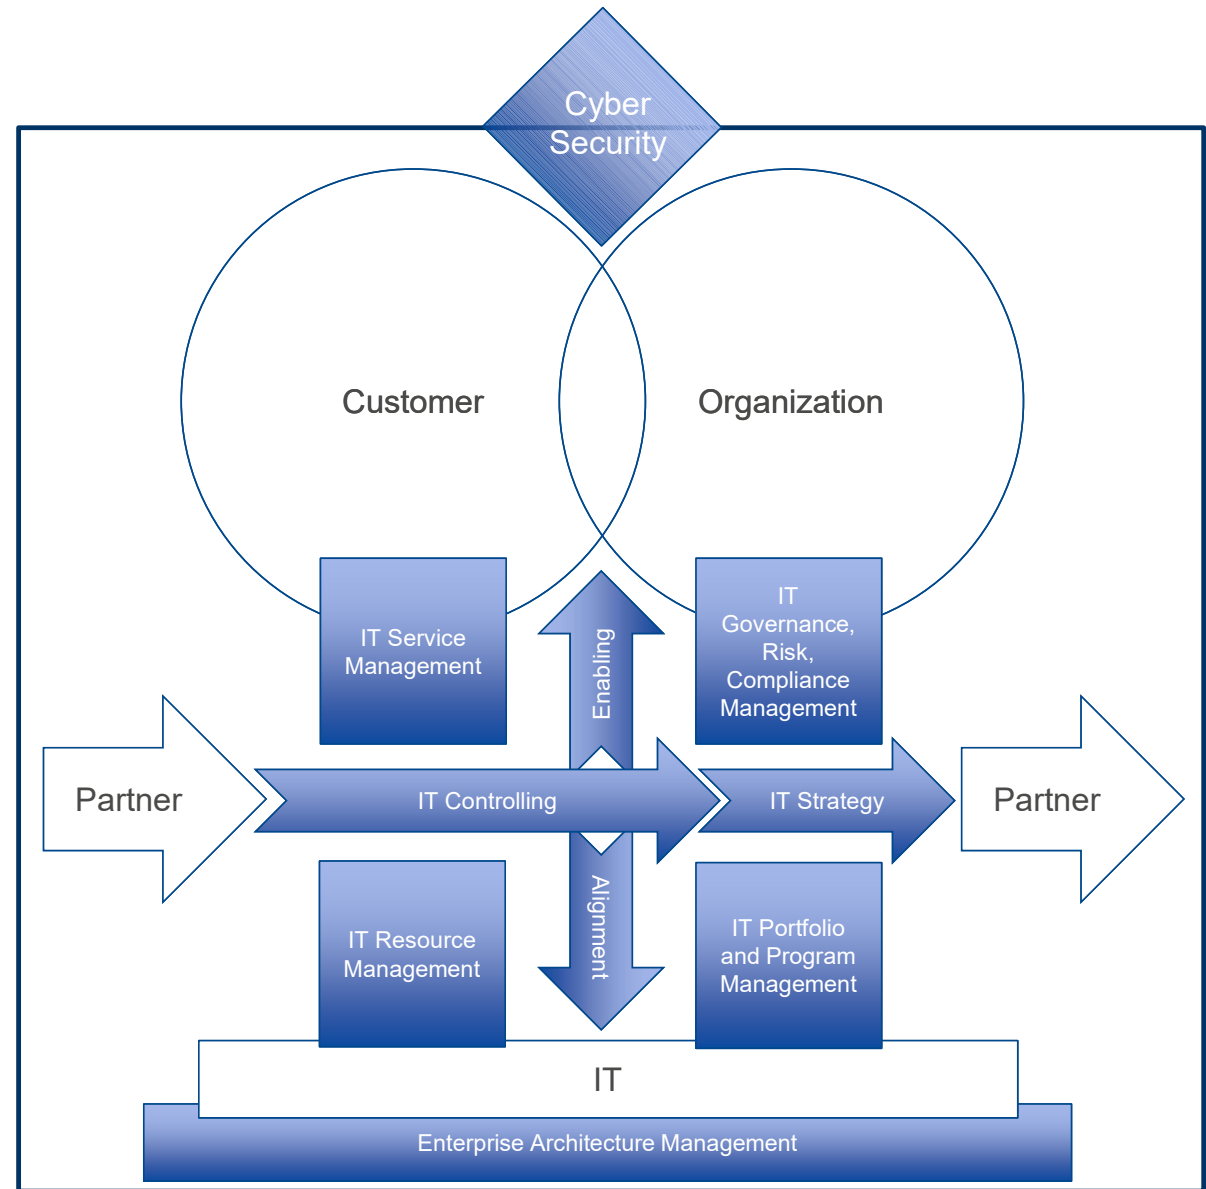 Cyber
Security
Customer
Organization
IT Service
Management
Enabling
IT
Governance,
Risk,
Compliance
Management
Partner
IT Controlling
IT Strategy
Partner
IT Resource
Management
Alignment
IT Portfolio
and Program
Management
IT
Enterprise Architecture Management